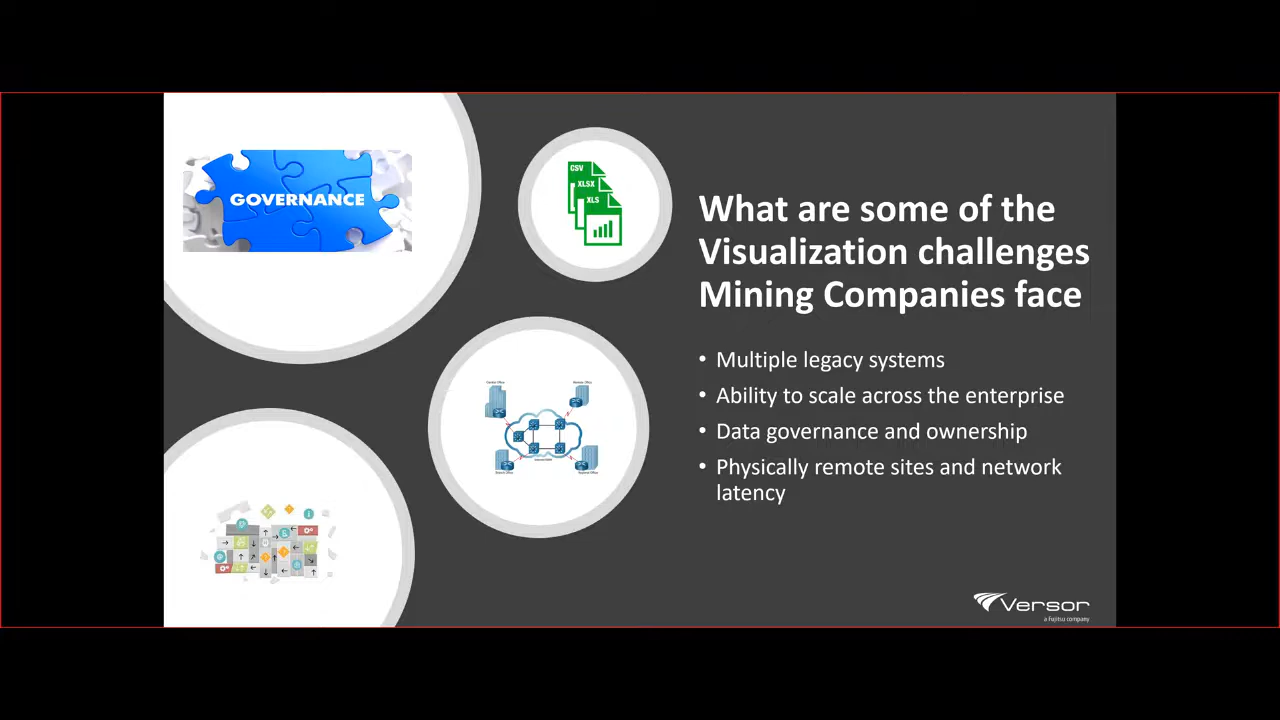 GOVERNANCE
CSV
XLSX
XLS
What are some of the
Visualization challenges
Mining Companies face
• Multiple legacy systems
• Ability to scale across the enterprise
• Data governance and ownership
• Physically remote sites and network
latency
Versor
a Fujitsu company